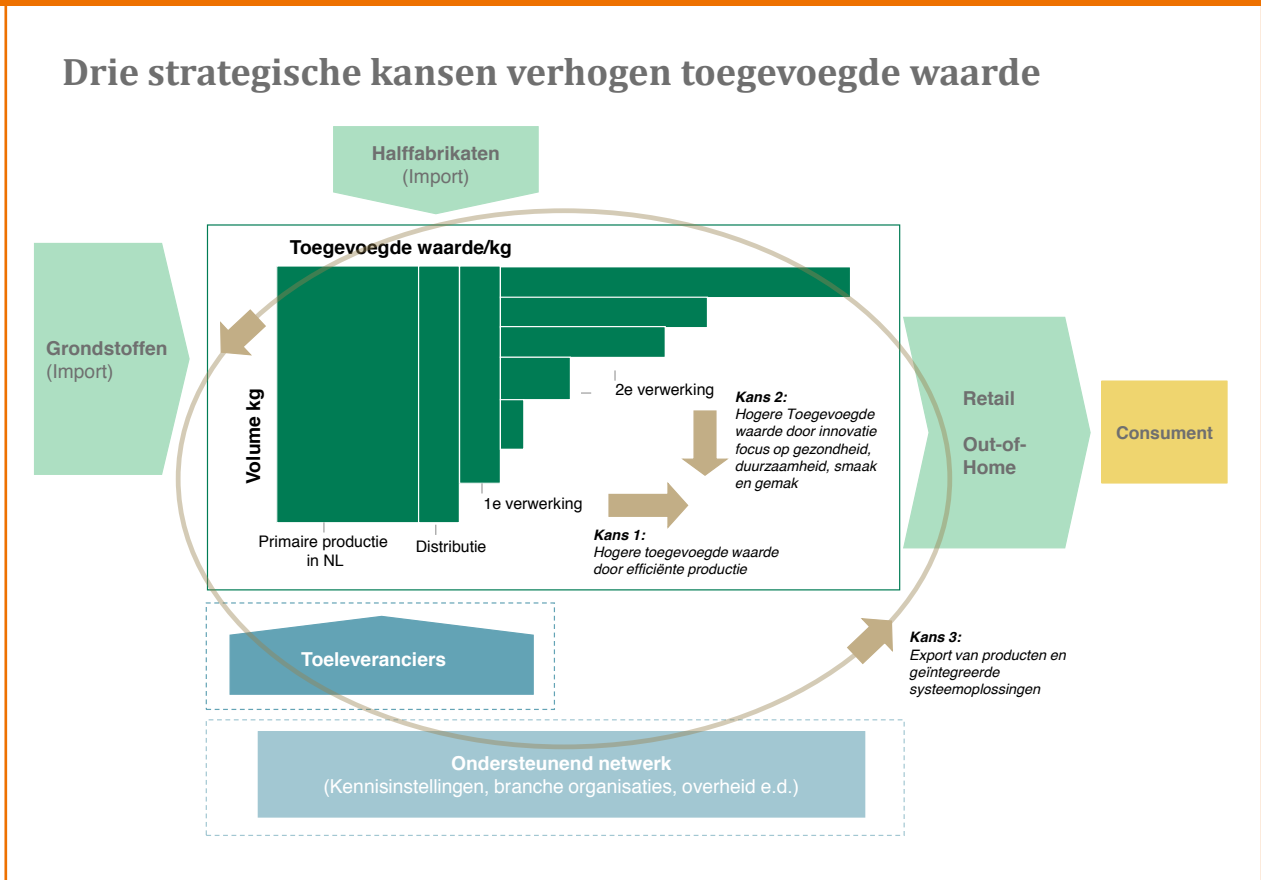 Drie strategische kansen verhogen toegevoegde waarde
Halffabrikaten
(Import)
Grondstoffen
(Import)
Toegevoegde waarde/kg
Volume kg
2e verwerking
1e verwerking
Primaire productie
in NL
Distributie
Kans 2:
Hogere Toegevoegde
waarde door innovatie
focus op gezondheid,
duurzaamheid, smaak
en gemak
Kans 1:
Hogere toegevoegde waarde
door efficiënte productie
Retail
Out-of-
Home
Consument
Kans 3:
Export van producten en
geïntegreerde
systeemoplossingen
Toeleveranciers
Ondersteunend netwerk
(Kennisinstellingen, branche organisaties, overheid e.d.)